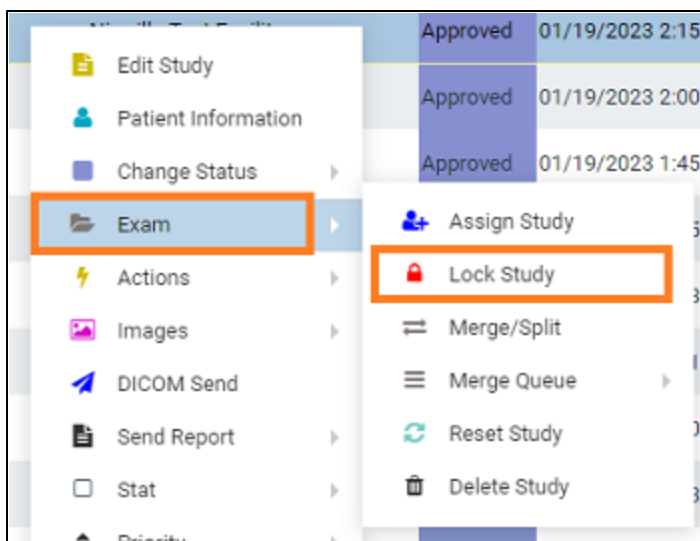 Approved 01/19/2023 2:15
Edit Study
Approved 01/19/2023 2:00
Patient Information
Change Status
Approved 01/19/2023 1:45
Exam
Assign Study
Actions
Lock Study
Images
Merge/Split
DICOM Send
Merge Queue
Send Report
Reset Study
Stat
Delete Study
Priority